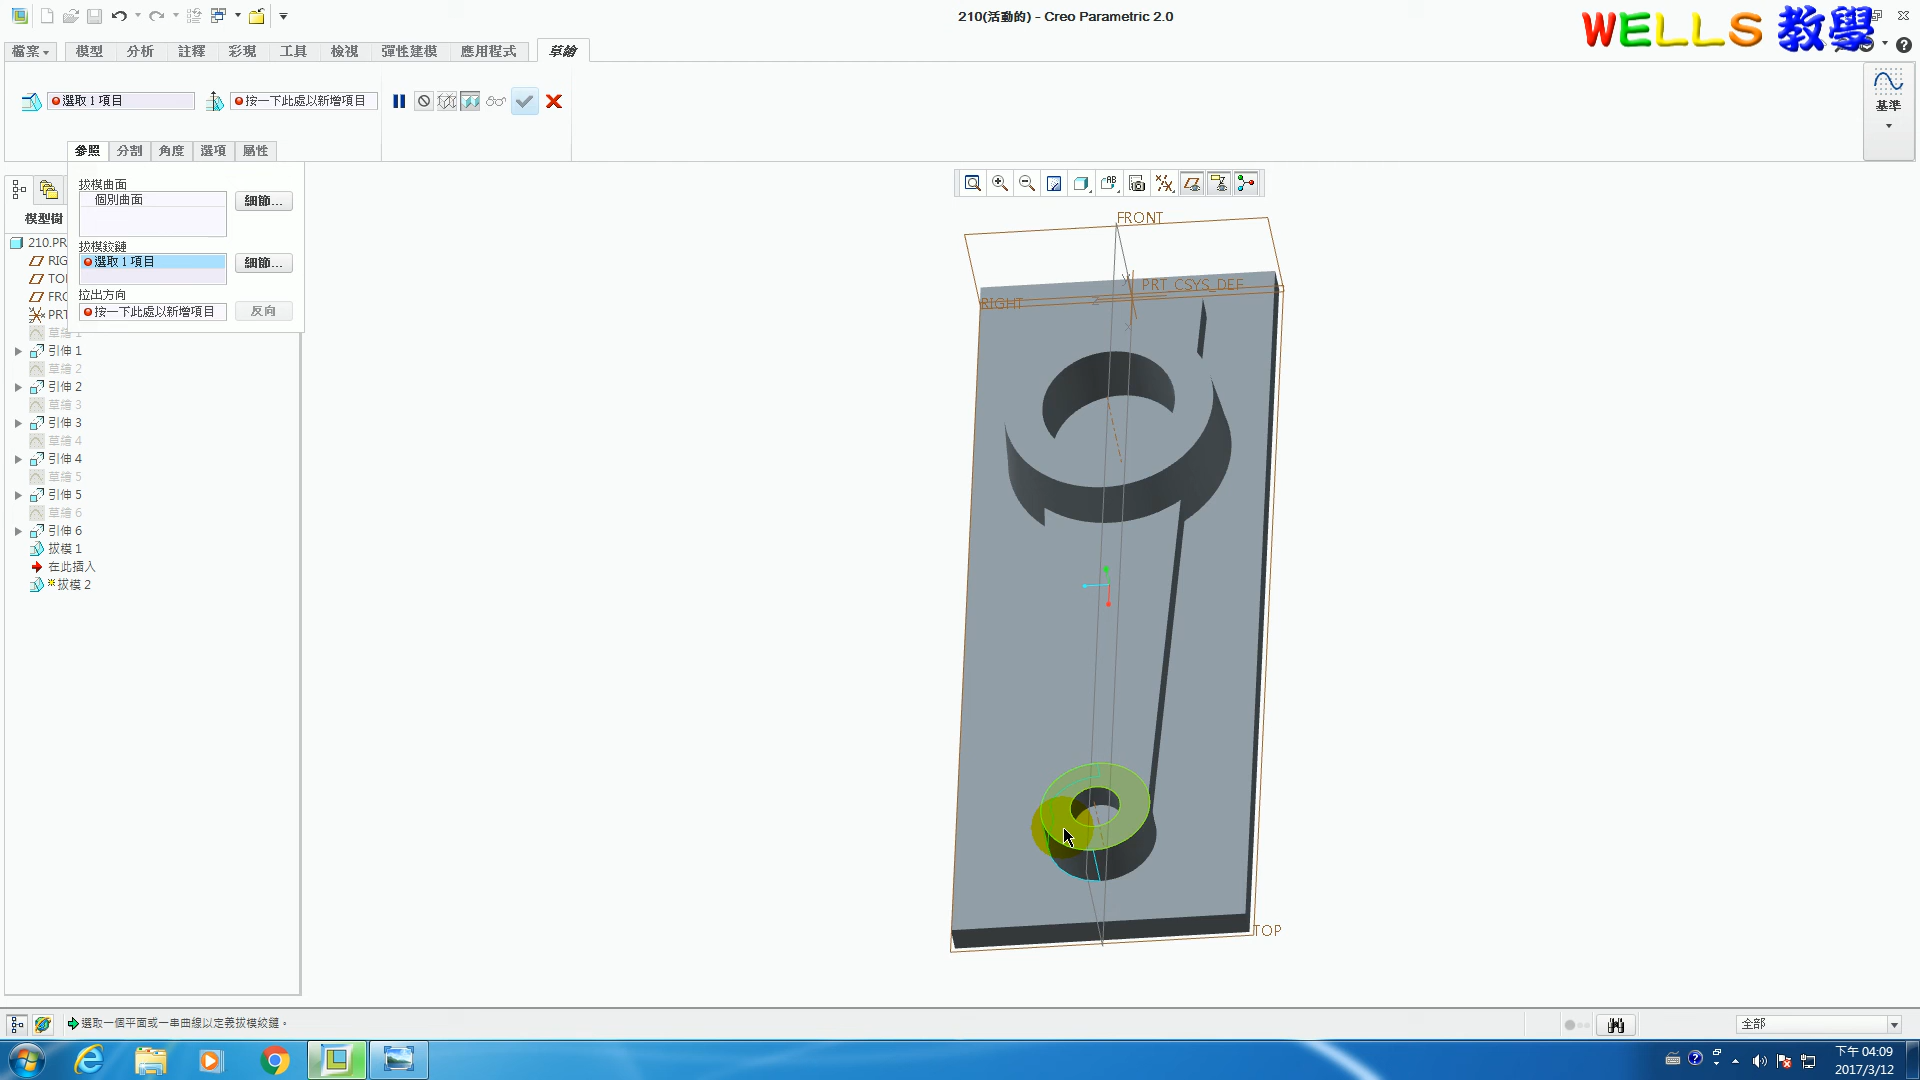 210(活動的) - Creo Parametric 2.0
WELLS 教學
檔案 模型 分析 註釋 彩現 工具 檢視 彈性建模 應用程式 草繪
選取 1 項目 按一下此處以新增項目
基準
參照 分割 角度 選項 屬性
拔模曲面
個別曲面 細節...
拔模鉸鏈
選取 1 項目 細節...
拉出方向
按一下此處以新增項目 反向
模型樹
210.PR
RIG
TO
FRO
PRT
草繪 1
引伸 1
草繪 2
引伸 2
草繪 3
引伸 3
草繪 4
引伸 4
草繪 5
引伸 5
草繪 6
引伸 6
拔模 1
在此插入
拔模 2
FRONT
PRT_CSYS_DEF
RIGHT
TOP
選取一個平面或一串曲線以定義拔模鉸鏈。
全部
下午 04:09
2017/3/12